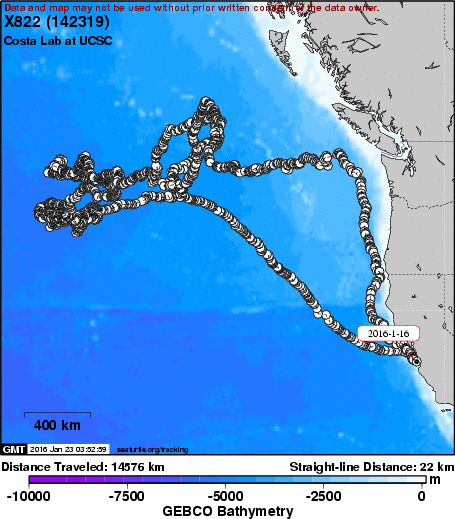 Data and map may not be used without prior written consent of the data owner.
X822 (142319)
Costa Lab at UCSC
2016-1-16
400 km
GMT 2016 Jan 23 03:52:59 seaturtle.org/tracking
Distance Traveled: 14576 km Straight-line Distance: 22 km
m
-10000 -7500 -5000 -2500 0
GEBCO Bathymetry